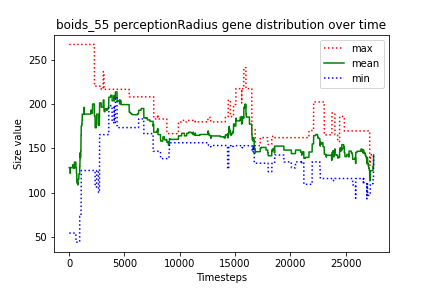 boids_55 perceptionRadius gene distribution over time
max
mean
min
Size value
250
200
150
100
50
0
5000
10000
15000
20000
25000
Timesteps